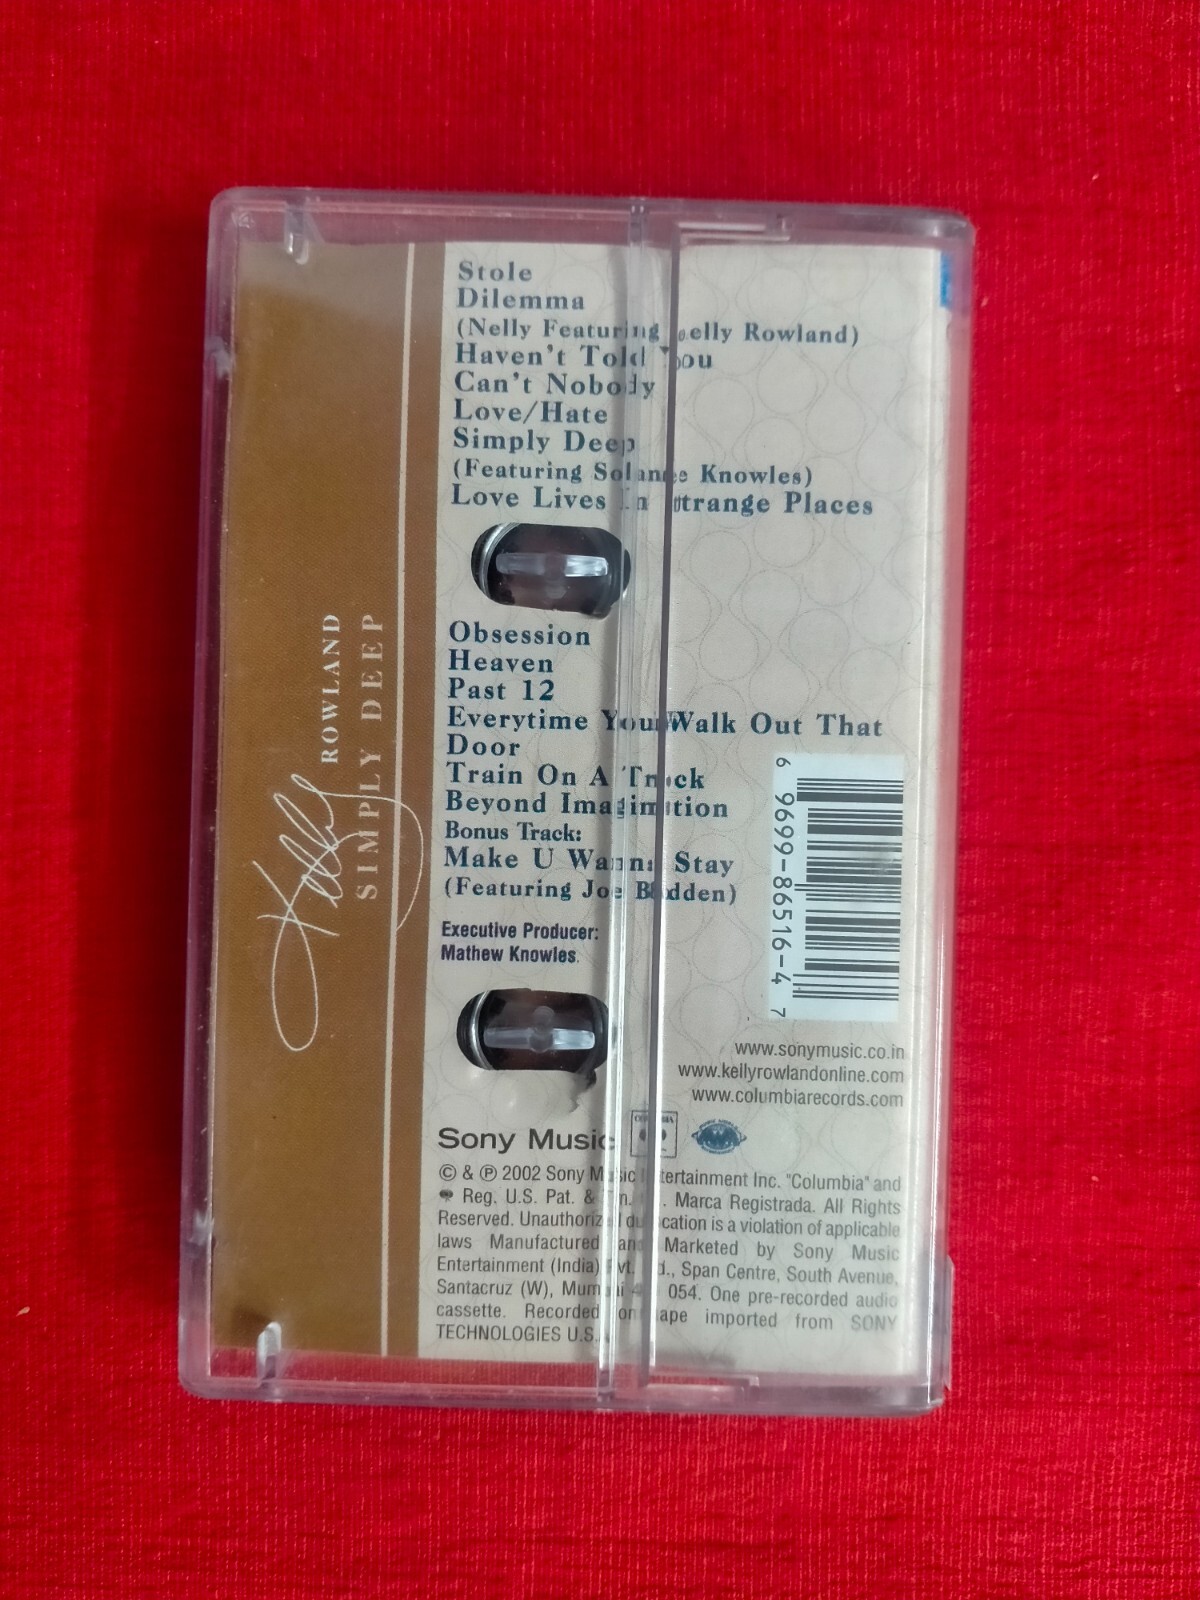 Stole
Dilemma
(Nelly Featuring Kelly Rowland)
Haven't Told You
Can't Nobody
Love/Hate
Simply Deep
(Featuring Solange Knowles)
Love Lives In Strange Places
Obsession
Heaven
Past 12
Everytime You Walk Out That
Door
Train On A Track
Beyond Imagination
Bonus Track:
Make U Wanna Stay
(Featuring Joe Budden)
Executive Producer:
Mathew Knowles.
Kelly ROWLAND
SIMPLY DEEP
6 9699-86516-4 7
www.sonymusic.co.in
www.kellyrowlandonline.com
www.columbiarecords.com
Sony Music COLUMBIA
© & ℗ 2002 Sony Music Entertainment Inc. "Columbia" and
Reg. U.S. Pat. & Tm. Marca Registrada. All Rights
Reserved. Unauthorized duplication is a violation of applicable
laws Manufactured and Marketed by Sony Music
Entertainment (India) Pvt. Ltd., Span Centre, South Avenue,
Santacruz (W), Mumbai 400 054. One pre-recorded audio
cassette. Recorded on tape imported from SONY
TECHNOLOGIES U.S.A.